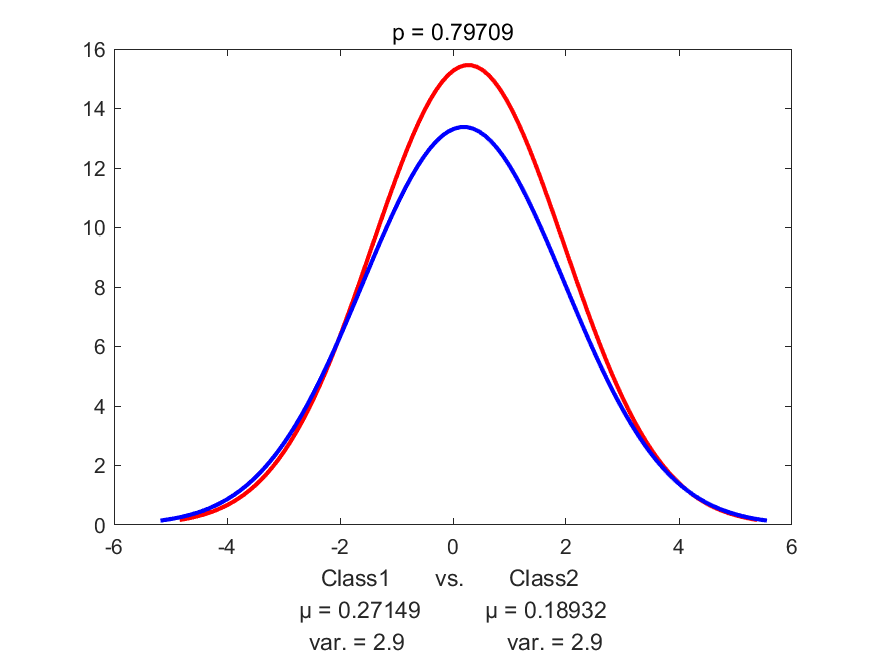 p = 0.79709
16
14
12
10
8
6
4
2
0
-6 -4 -2 0 2 4 6
Class1 vs. Class2
μ = 0.27149 μ = 0.18932
var. = 2.9 var. = 2.9